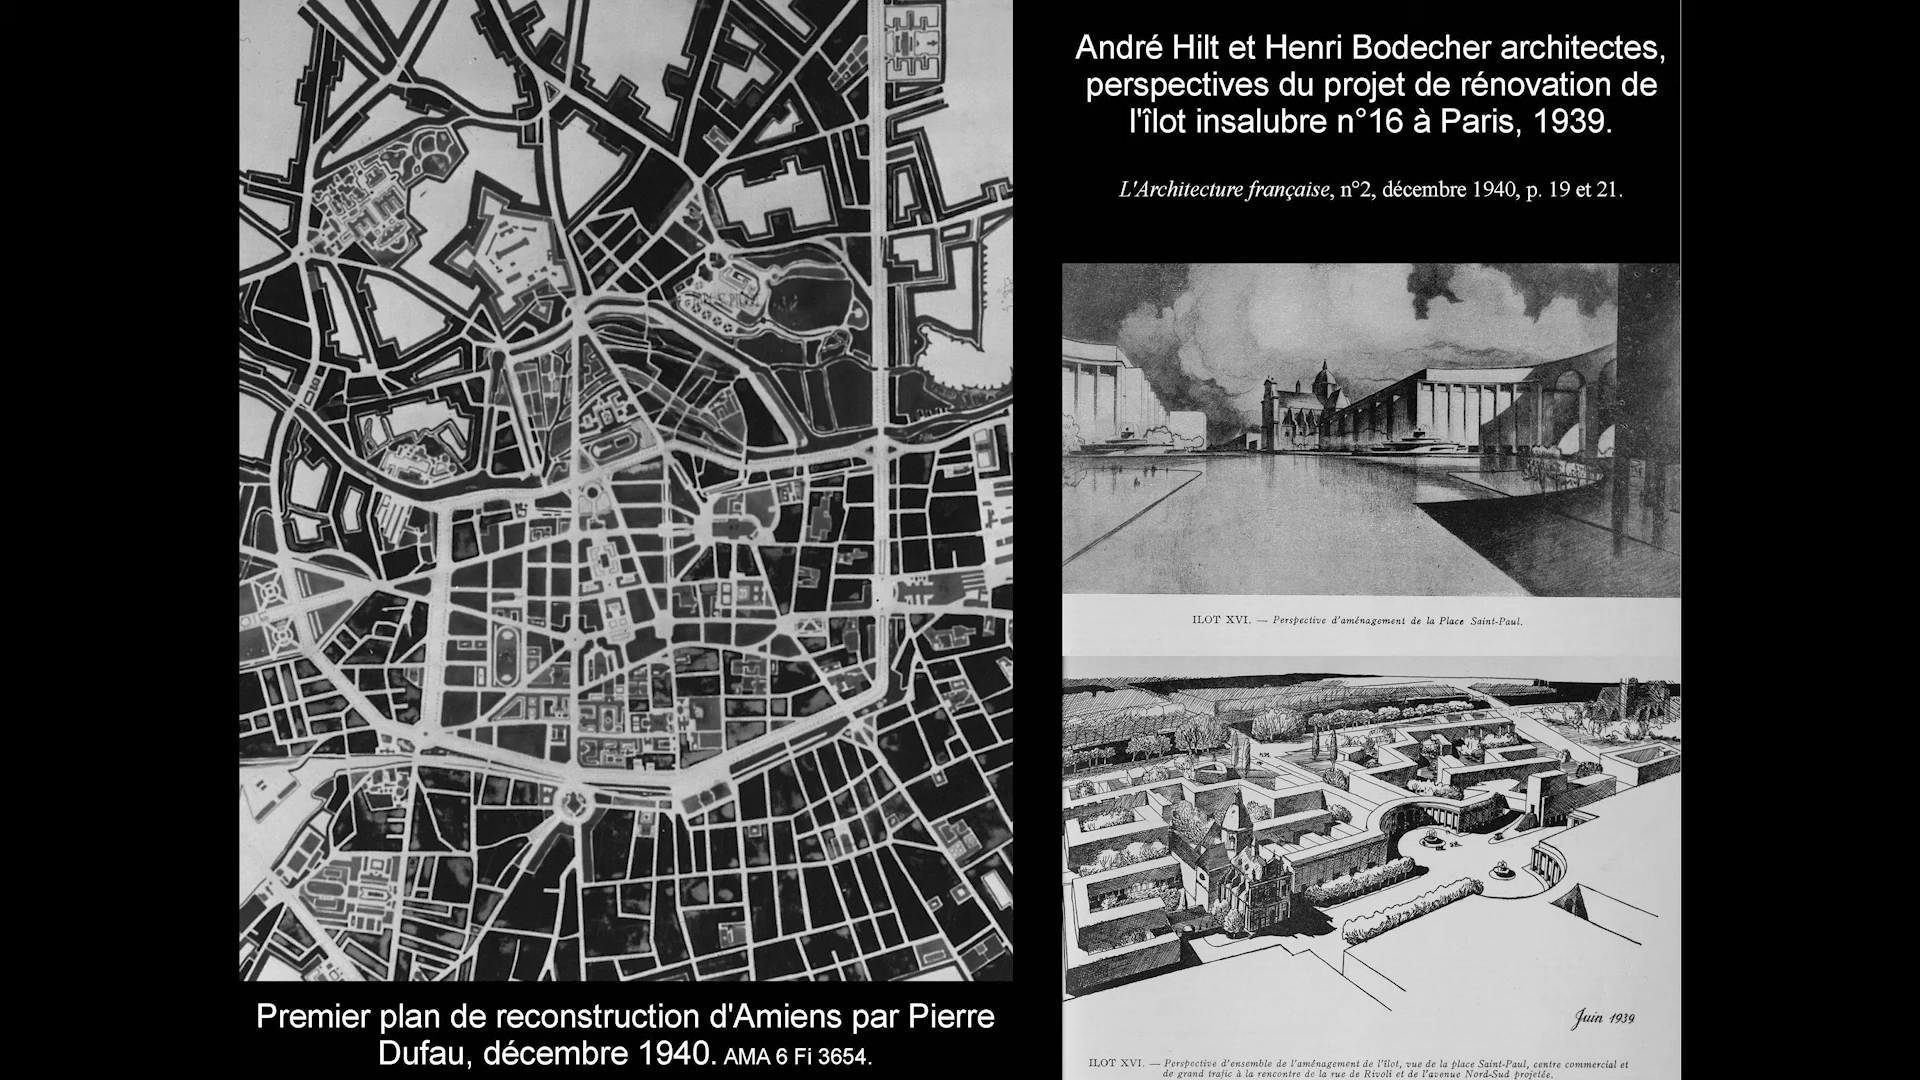 André Hilt et Henri Bodecher architectes,
perspectives du projet de rénovation de
l'îlot insalubre n°16 à Paris, 1939.
L'Architecture française, n°2, décembre 1940, p. 19 et 21.
ILOT XVI. — Perspective d'aménagement de la Place Saint-Paul.
Juin 1939
ILOT XVI. — Perspective d'ensemble de l'aménagement de l'îlot, vue de la place Saint-Paul, centre commercial et
de grand trafic à la rencontre de la rue de Rivoli et de l'avenue Nord-Sud projetée.
Premier plan de reconstruction d'Amiens par Pierre
Dufau, décembre 1940. AMA 6 Fi 3654.